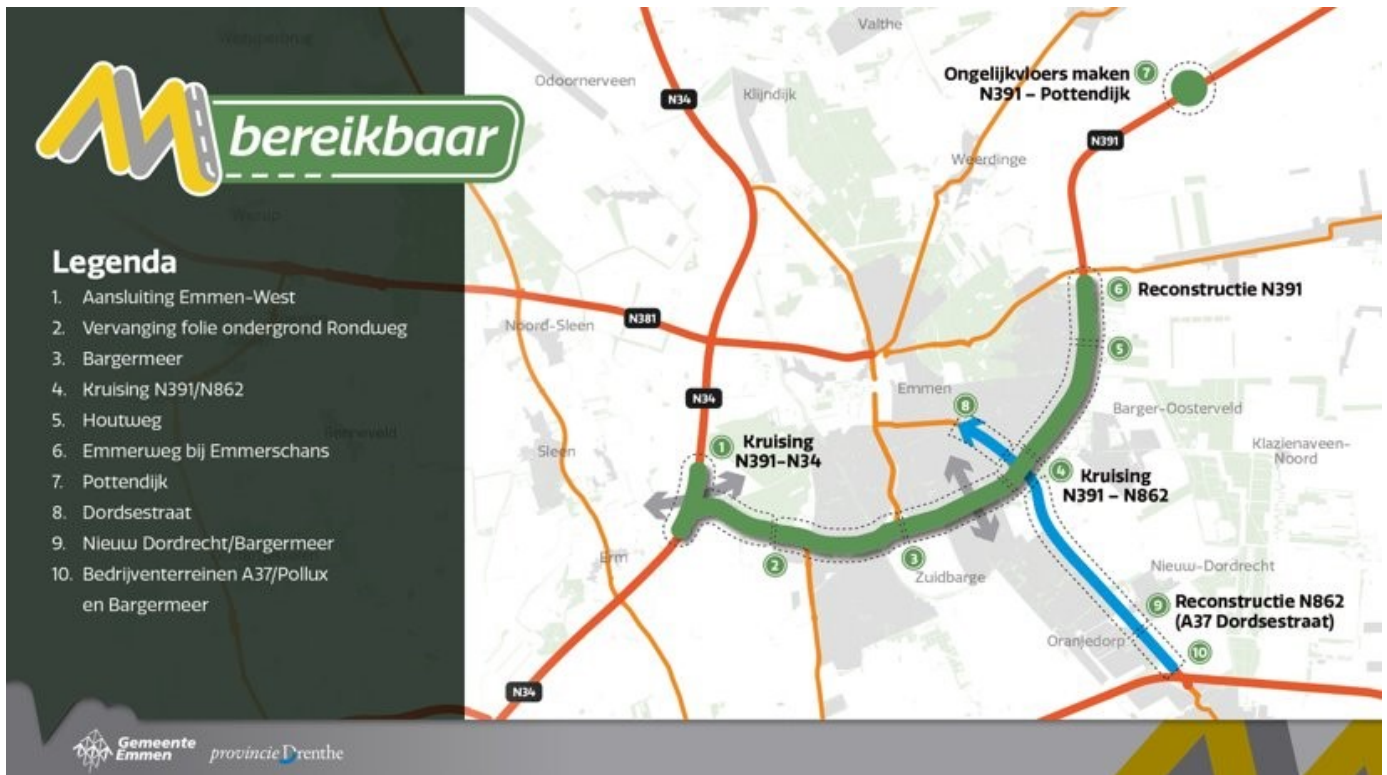 bereikbaar
Legenda
1. Aansluiting Emmen-West
2. Vervanging folie ondergrond Rondweg
3. Bargermeer
4. Kruising N391/N862
5. Houtweg
6. Emmerweg bij Emmerschans
7. Pottendijk
8. Dordsestraat
9. Nieuw Dordrecht/Bargermeer
10. Bedrijventerreinen A37/Pollux
en Bargermeer
Valthe
Odoornerveen
Klijndijk
N34
Ongelijkvloers maken
N391 – Pottendijk
7
N391
Weerdinge
6
Reconstructie N391
N381
Noord-Sleen
5
Emmen
N34
8
Barger-Oosterveld
Klazienaveen-
Noord
Sleen
1
Kruising
N391-N34
4
Kruising
N391 – N862
Erm
2
3
Zuidbarge
Nieuw-Dordrecht
9
Reconstructie N862
(A37 Dordsestraat)
Oranjedorp
10
N34
Gemeente
Emmen
provincie Drenthe